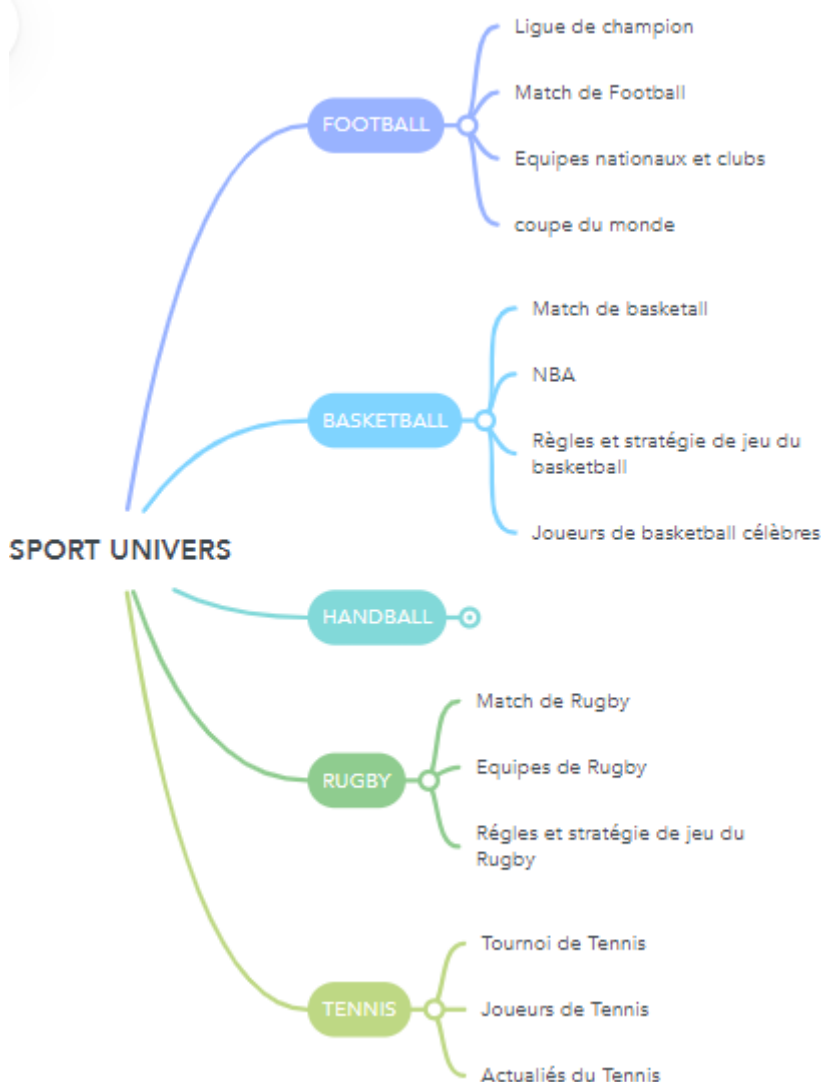 Ligue de champion
Match de Football
FOOTBALL
Equipes nationaux et clubs
coupe du monde
Match de basketall
NBA
BASKETBALL
Règles et stratégie de jeu du
basketball
Joueurs de basketball célèbres
SPORT UNIVERS
HANDBALL
Match de Rugby
Equipes de Rugby
RUGBY
Régles et stratégie de jeu du
Rugby
Tournoi de Tennis
TENNIS
Joueurs de Tennis
Actualiés du Tennis